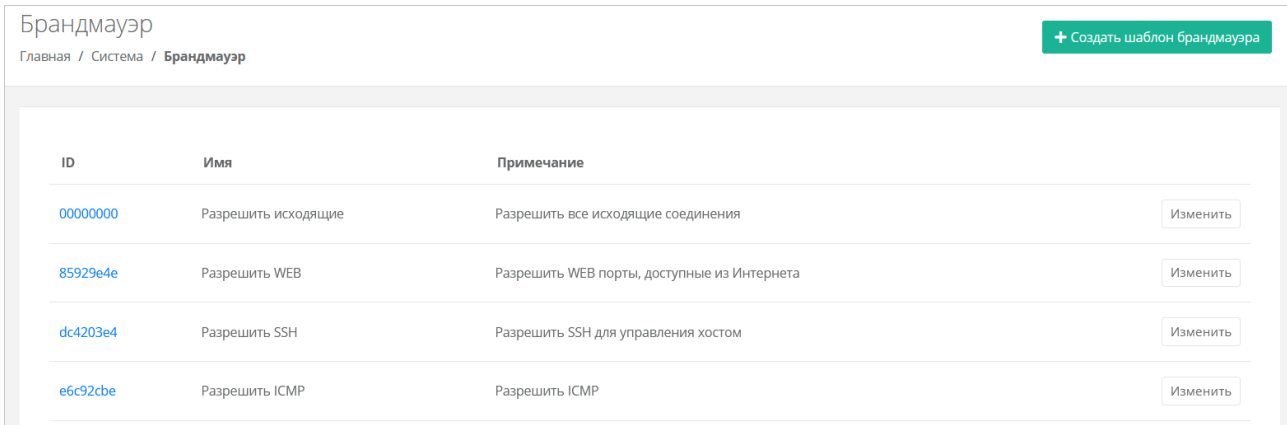 Брандмауэр
Главная / Система / Брандмауэр
+ Создать шаблон брандмауэра
ID Имя Примечание
00000000 Разрешить исходящие Разрешить все исходящие соединения Изменить
85929e4e Разрешить WEB Разрешить WEB порты, доступные из Интернета Изменить
dc4203e4 Разрешить SSH Разрешить SSH для управления хостом Изменить
e6c92cbe Разрешить ICMP Разрешить ICMP Изменить